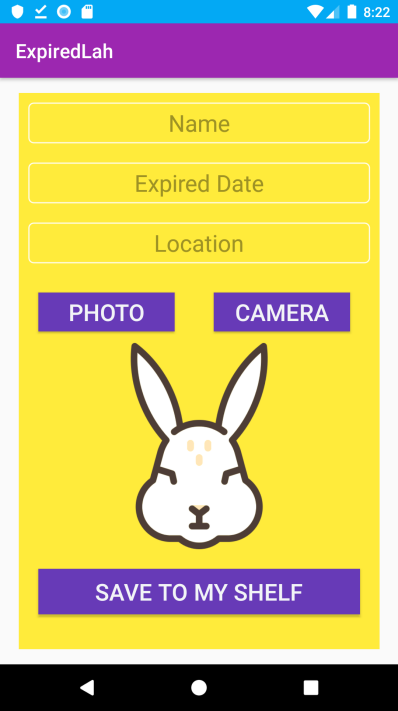 8:22
ExpiredLah
Name
Expired Date
Location
PHOTO CAMERA
SAVE TO MY SHELF